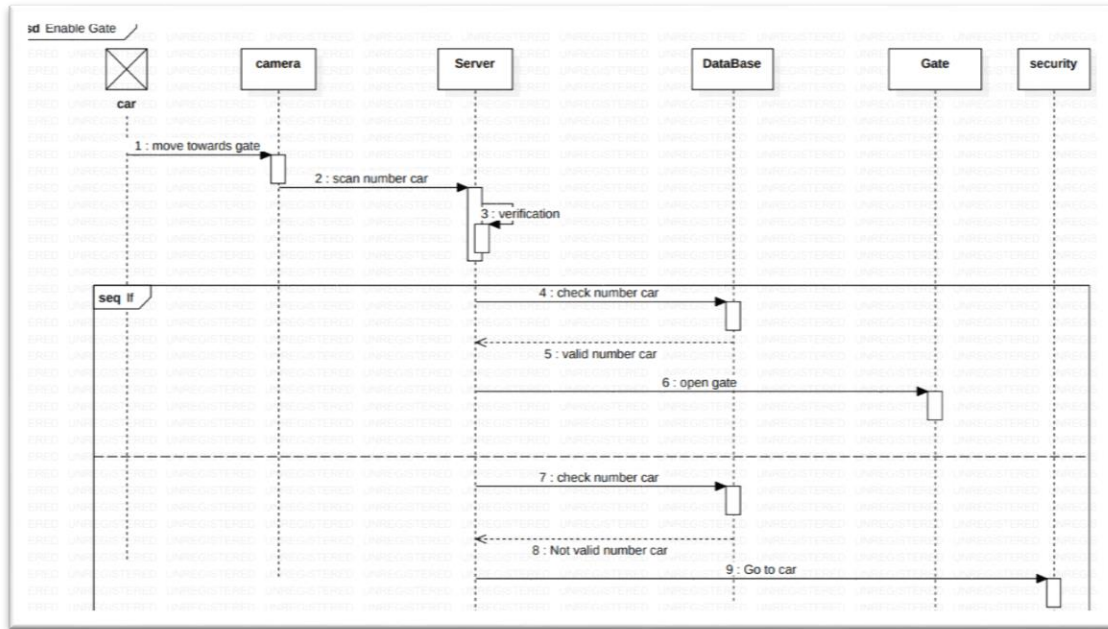 sd Enable Gate
camera
Server
DataBase
Gate
security
car
1 : move towards gate
2 : scan number car
3 : verification
seq If
4 : check number car
5 : valid number car
6 : open gate
7 : check number car
8 : Not valid number car
9 : Go to car
UNREGISTERED